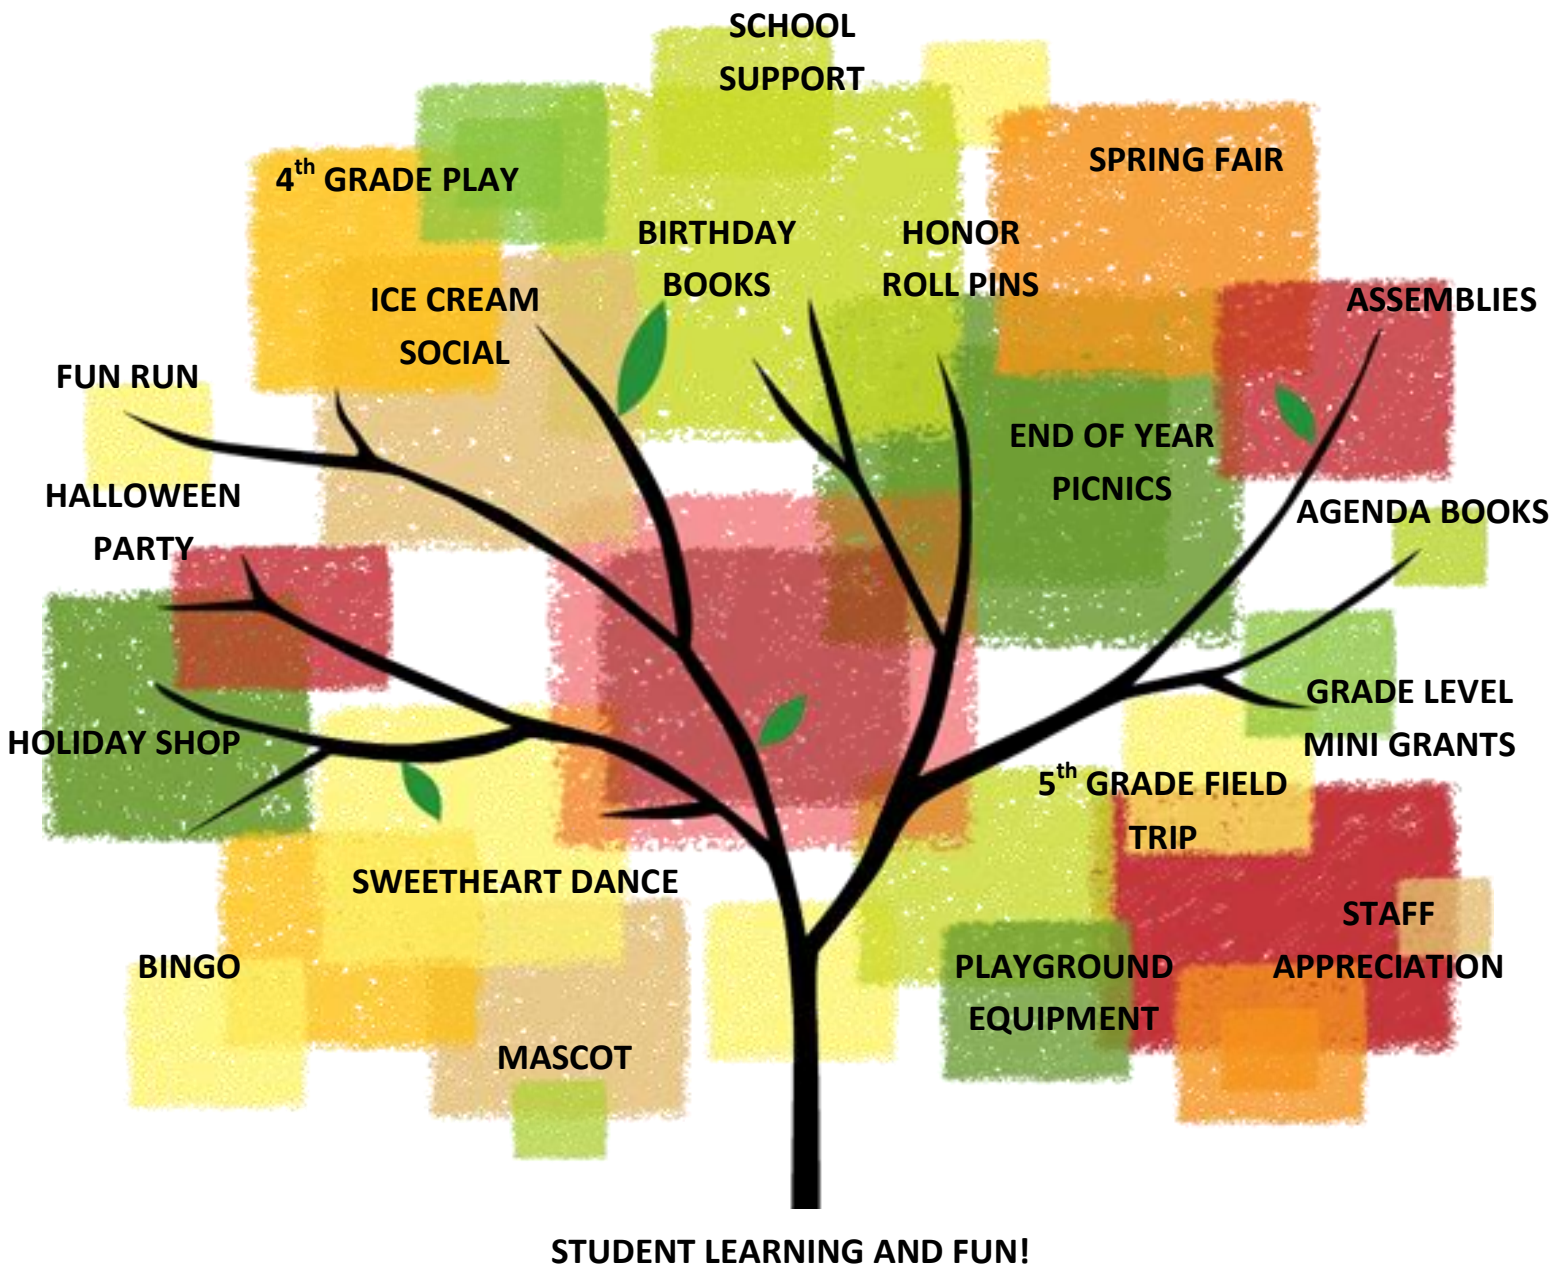 SCHOOL
SUPPORT
4th GRADE PLAY
SPRING FAIR
BIRTHDAY
BOOKS
HONOR
ROLL PINS
ICE CREAM
SOCIAL
ASSEMBLIES
FUN RUN
END OF YEAR
PICNICS
HALLOWEEN
PARTY
AGENDA BOOKS
HOLIDAY SHOP
GRADE LEVEL
MINI GRANTS
5th GRADE FIELD
TRIP
SWEETHEART DANCE
STAFF
APPRECIATION
BINGO
PLAYGROUND
EQUIPMENT
MASCOT
STUDENT LEARNING AND FUN!